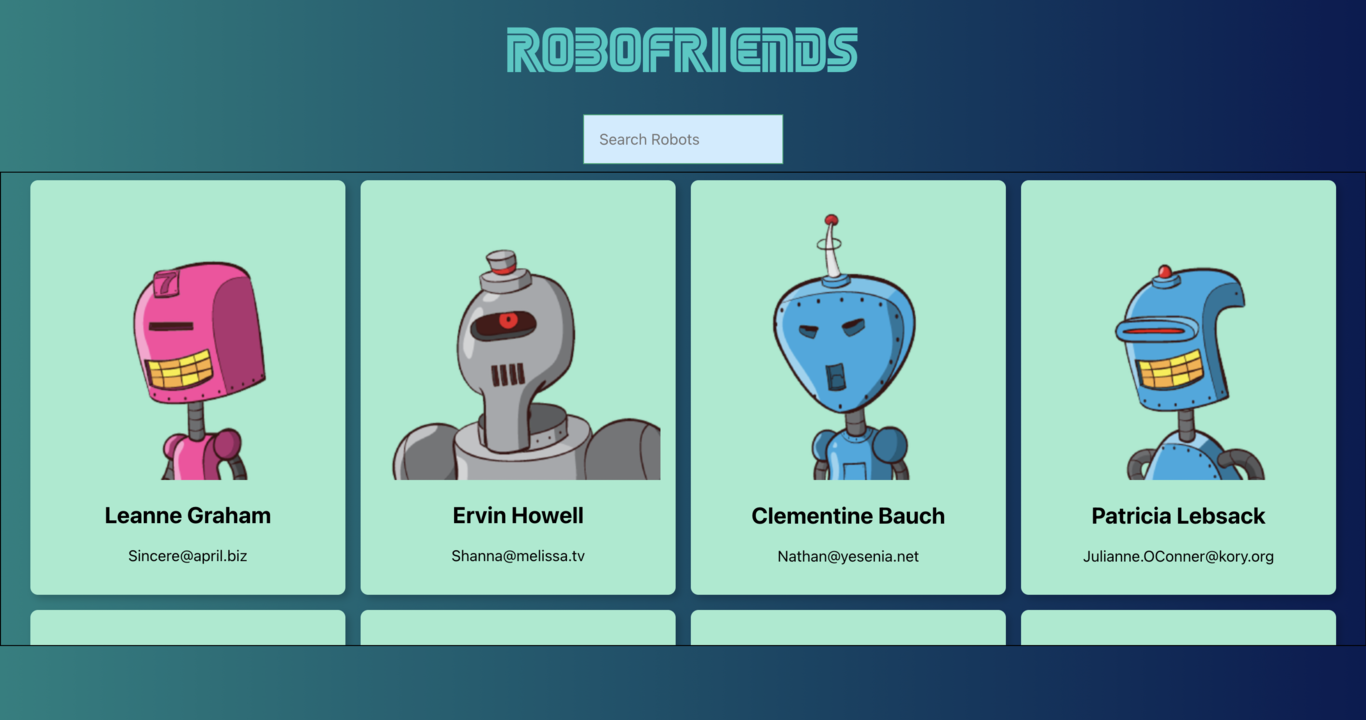 ROBOFRIENDS
Search Robots
7
Leanne Graham
Ervin Howell
Clementine Bauch
Patricia Lebsack
Sincere@april.biz
Shanna@melissa.tv
Nathan@yesenia.net
Julianne.OConner@kory.org